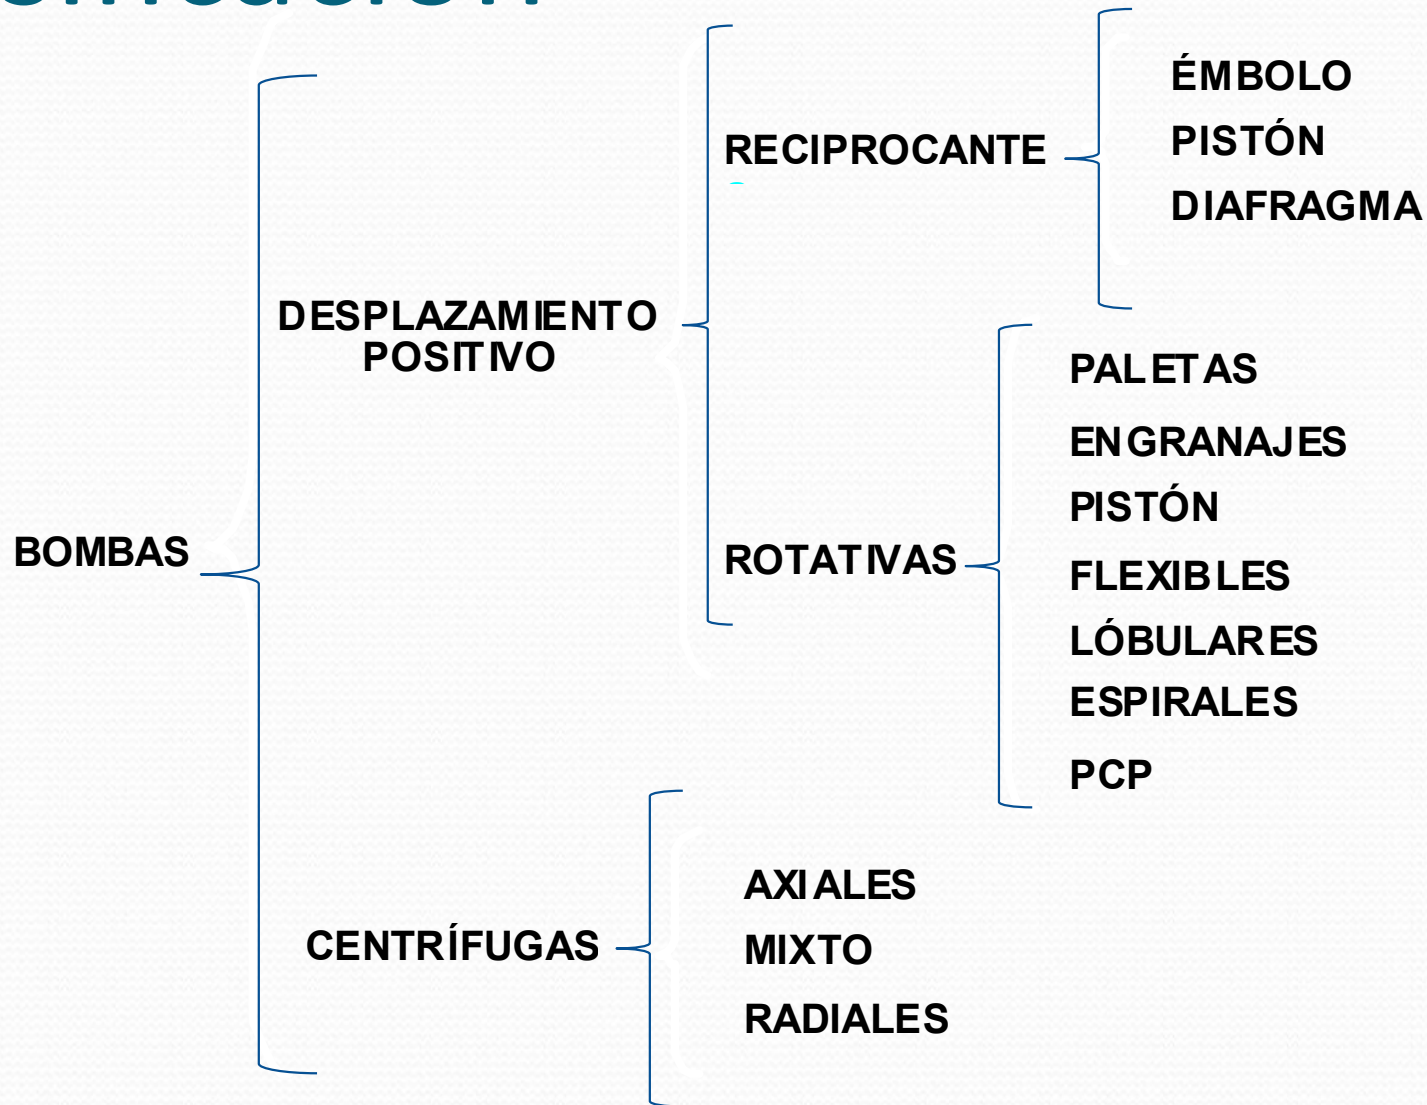 BOMBAS
DESPLAZAMIENTO
POSITIVO
RECIPROCANTE
ÉMBOLO
PISTÓN
DIAFRAGMA
ROTATIVAS
PALETAS
ENGRANAJES
PISTÓN
FLEXIBLES
LÓBULARES
ESPIRALES
PCP
CENTRÍFUGAS
AXIALES
MIXTO
RADIALES